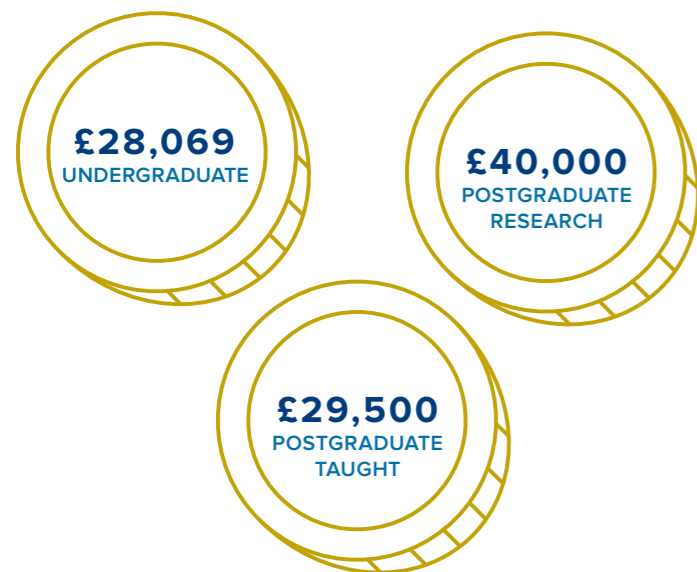 £28,069
UNDERGRADUATE
£40,000
POSTGRADUATE
RESEARCH
£29,500
POSTGRADUATE
TAUGHT